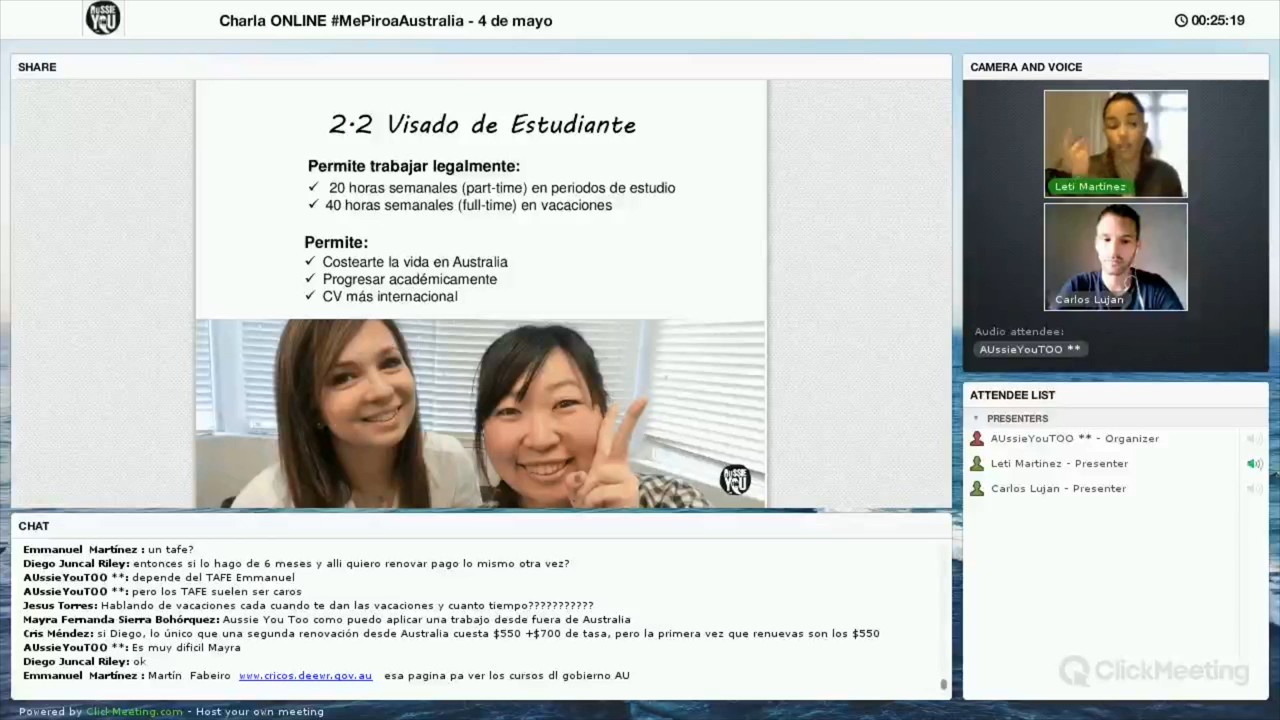 AUSSIE YOU
Charla ONLINE #MePiroaAustralia - 4 de mayo
00:25:19
SHARE
2.2 Visado de Estudiante
Permite trabajar legalmente:
✓ 20 horas semanales (part-time) en periodos de estudio
✓ 40 horas semanales (full-time) en vacaciones
Permite:
✓ Costearte la vida en Australia
✓ Progresar académicamente
✓ CV más internacional
AUSSIE YOU
CAMERA AND VOICE
Leti Martinez
Carlos Lujan
Audio attendee:
AUssieYouTOO **
ATTENDEE LIST
PRESENTERS
AUssieYouTOO ** - Organizer
Leti Martinez - Presenter
Carlos Lujan - Presenter
CHAT
Emmanuel Martínez : un tafe?
Diego Juncal Riley: entonces si lo hago de 6 meses y alli quiero renovar pago lo mismo otra vez?
AUssieYouTOO **: depende del TAFE Emmanuel
AUssieYouTOO **: pero los TAFE suelen ser caros
Jesus Torres: Hablando de vacaciones cada cuando te dan las vacaciones y cuanto tiempo???????????
Mayra Fernanda Sierra Bohórquez: Aussie You Too como puedo aplicar una trabajo desde fuera de Australia
Cris Méndez: si Diego, lo único que una segunda renovación desde Australia cuesta $550 +$700 de tasa, pero la primera vez que renuevas son los $550
AUssieYouTOO **: Es muy dificil Mayra
Diego Juncal Riley: ok
Emmanuel Martínez : Martín Fabeiro www.cricos.deewr.gov.au esa pagina pa ver los cursos dl gobierno AU
ClickMeeting
Powered by ClickMeeting.com - Host your own meeting